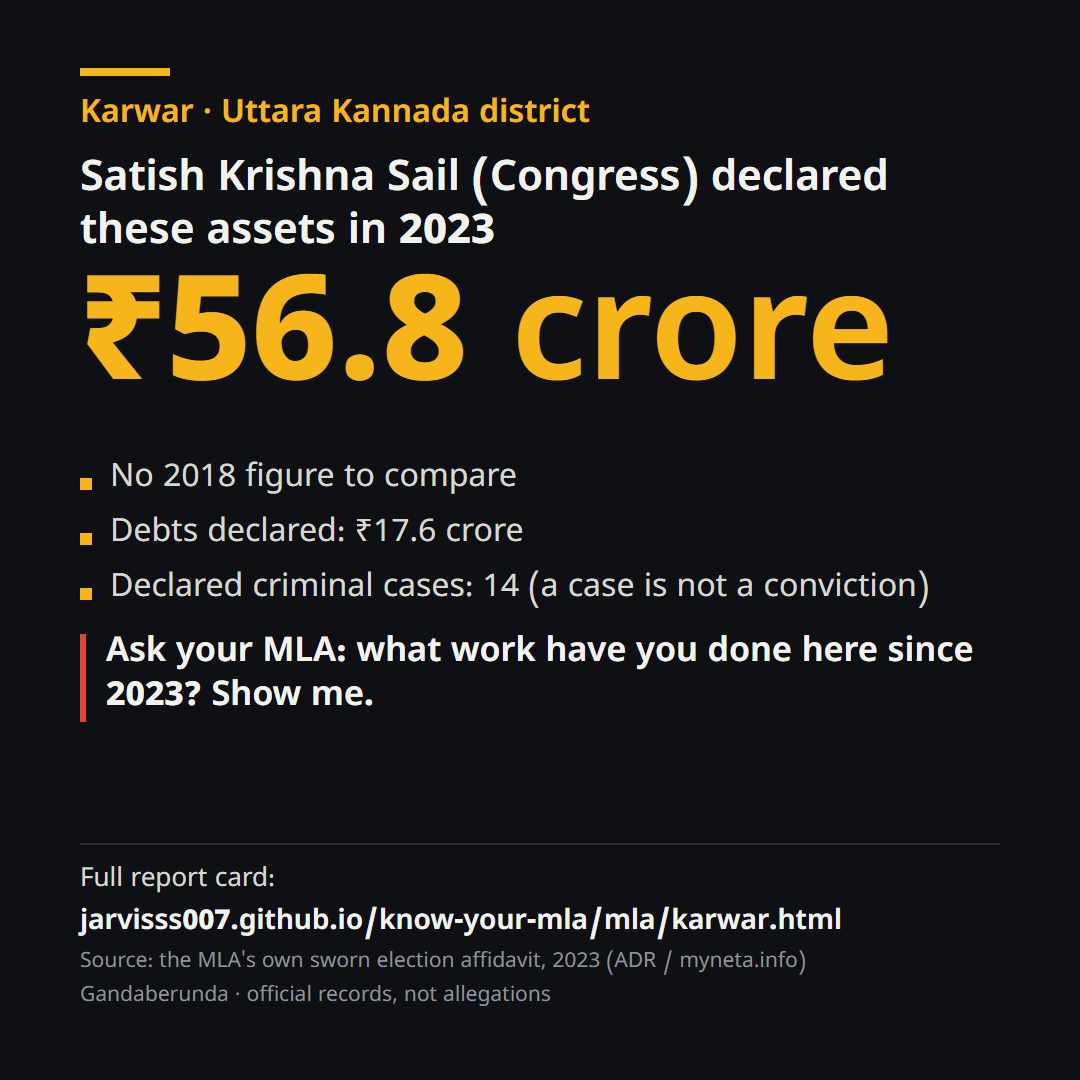 Karwar · Uttara Kannada district
Satish Krishna Sail (Congress) declared
these assets in 2023
₹56.8 crore
No 2018 figure to compare
Debts declared: ₹17.6 crore
Declared criminal cases: 14 (a case is not a conviction)
Ask your MLA: what work have you done here since
2023? Show me.
Full report card:
jarvisss007.github.io/know-your-mla/mla/karwar.html
Source: the MLA's own sworn election affidavit, 2023 (ADR / myneta.info)
Gandaberunda · official records, not allegations